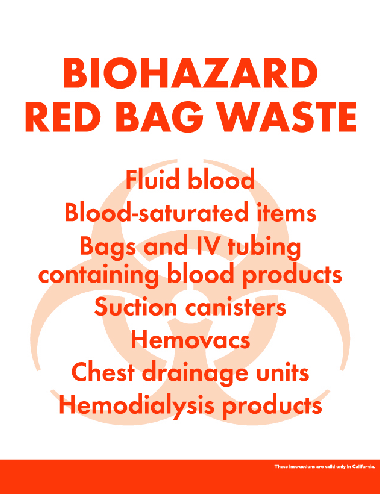 BIOHAZARD
RED BAG WASTE
Fluid blood
Blood-saturated items
Bags and IV tubing
containing blood products
Suction canisters
Hemovacs
Chest drainage units
Hemodialysis products
These instructions are valid only in California.